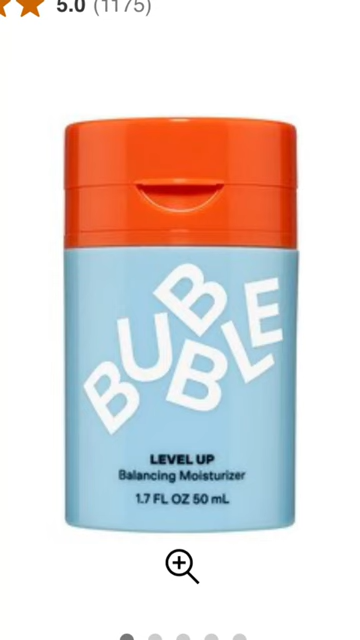 5.0 (1175)
BUBBLE
LEVEL UP
Balancing Moisturizer
1.7 FL OZ 50 mL